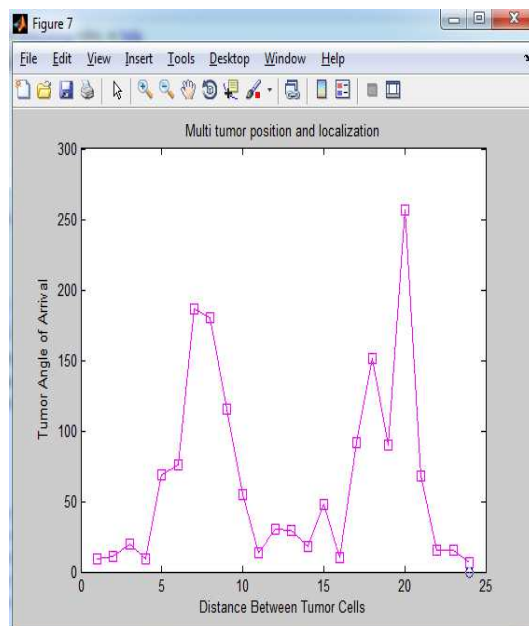 Figure 7
File Edit View Insert Tools Desktop Window Help
Multi tumor position and localization
300
250
200
150
100
50
0
Tumor Angle of Arrival
0 5 10 15 20 25
Distance Between Tumor Cells